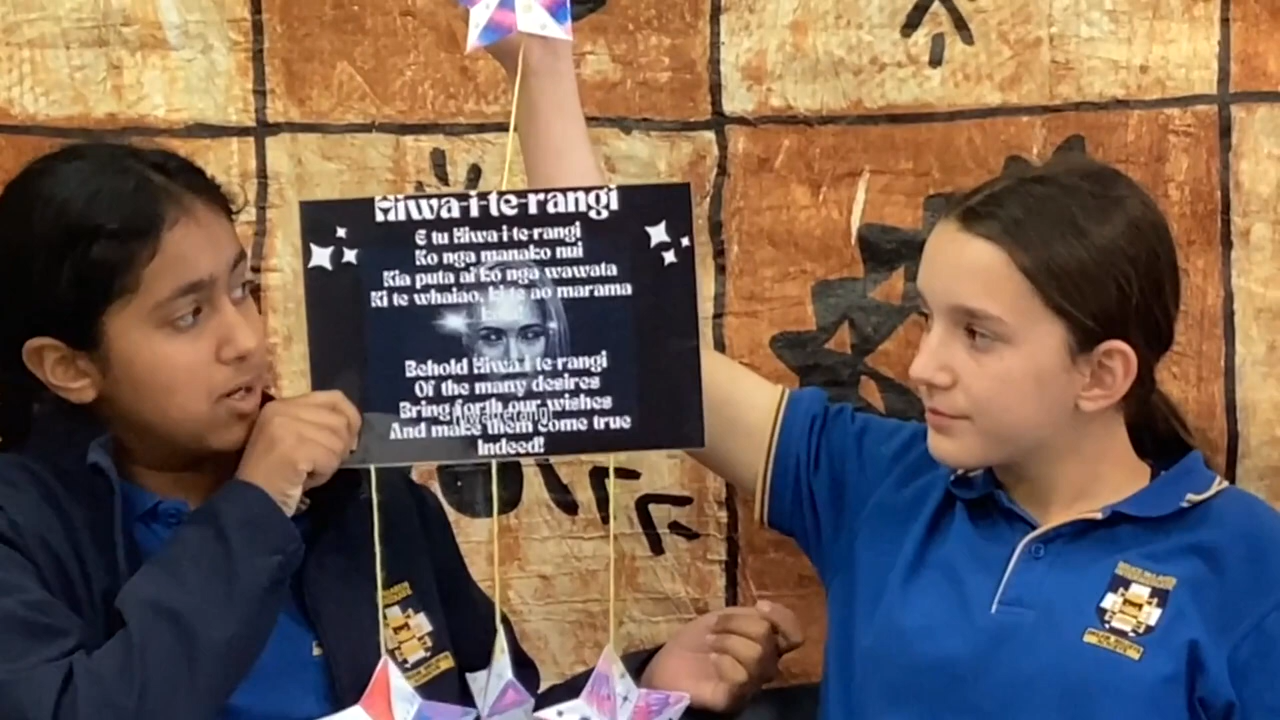 Hiwa-i-te-rangi
E tu Hiwa-i-te-rangi
Ko nga manako nui
Kia puta ai ko nga wawata
Ki te whaiao, ki te ao marama
Behold Hiwa-i-te-rangi
Of the many desires
Bring forth our wishes
And make them come true
Indeed!